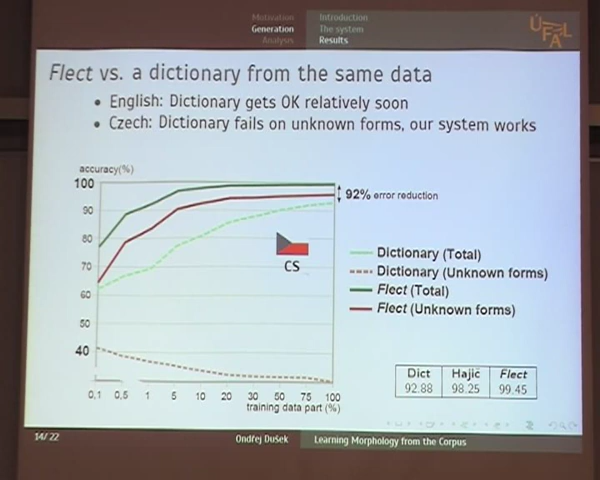 Motivation Introduction
Generation The system
Analysis Results
ÚFAL
Flect vs. a dictionary from the same data
• English: Dictionary gets OK relatively soon
• Czech: Dictionary fails on unknown forms, our system works
accuracy(%)
100
90
80
70
60
50
40
92% error reduction
CS
Dictionary (Total)
Dictionary (Unknown forms)
Flect (Total)
Flect (Unknown forms)
0,1 0,5 1 5 10 20 30 50 75 100
training data part (%)
Dict Hajič Flect
92.88 98.25 99.45
14/22 Ondřej Dušek Learning Morphology from the Corpus